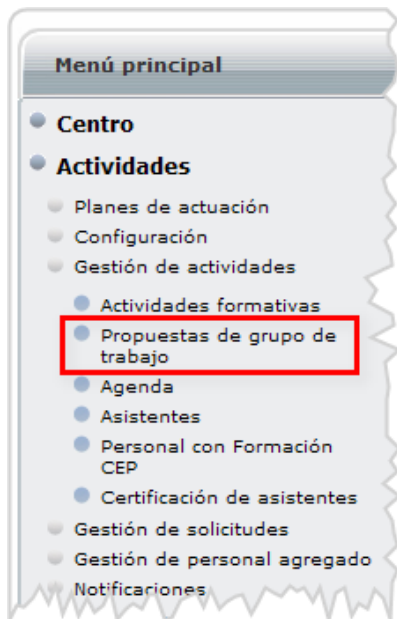 Menú principal
Centro
Actividades
Planes de actuación
Configuración
Gestión de actividades
Actividades formativas
Propuestas de grupo de
trabajo
Agenda
Asistentes
Personal con Formación
CEP
Certificación de asistentes
Gestión de solicitudes
Gestión de personal agregado
Notificaciones